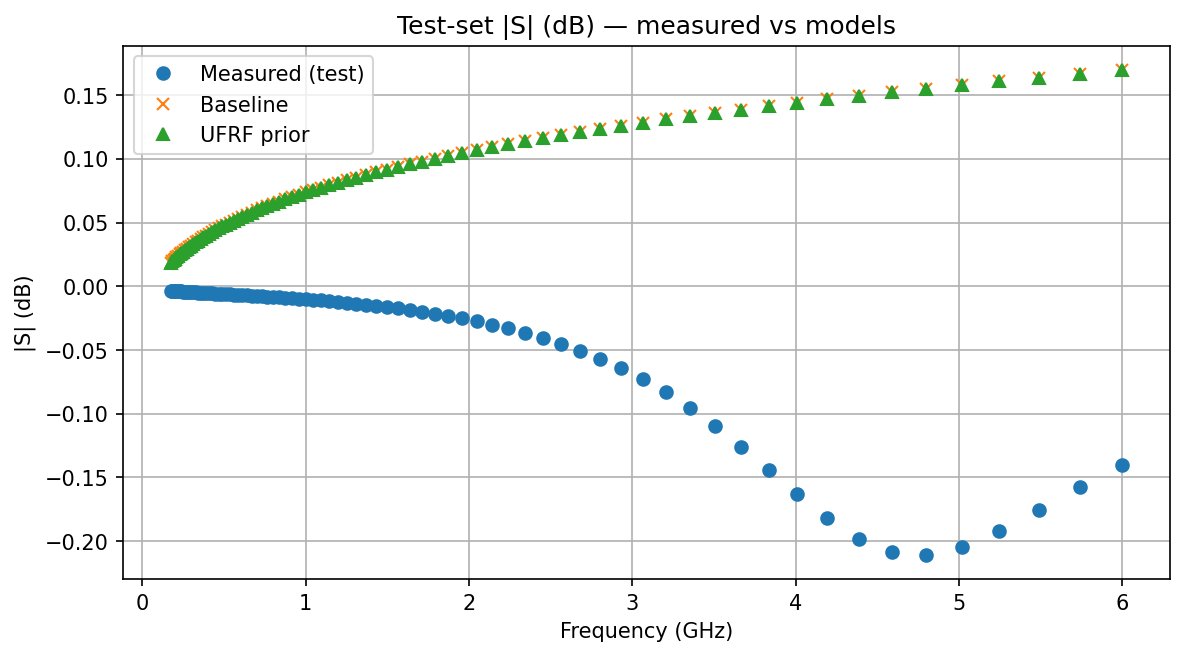 Test-set |S| (dB) — measured vs models
Measured (test)
Baseline
UFRF prior
0.15
0.10
0.05
0.00
−0.05
−0.10
−0.15
−0.20
|S| (dB)
0 1 2 3 4 5 6
Frequency (GHz)